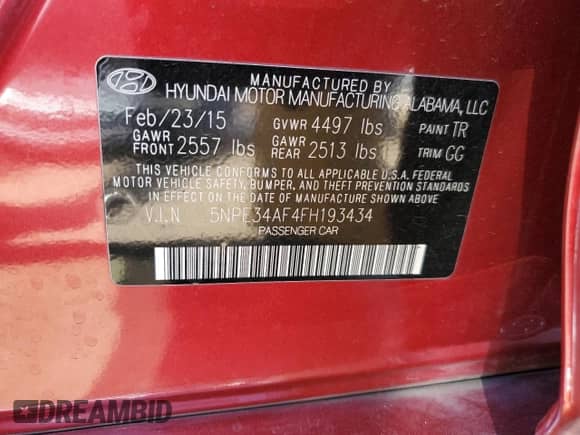 MANUFACTURED BY
HYUNDAI MOTOR MANUFACTURING ALABAMA, LLC
Feb/23/15 GVWR 4497 lbs PAINT TR
GAWR FRONT 2557 lbs GAWR REAR 2513 lbs TRIM GG
THIS VEHICLE CONFORMS TO ALL APPLICABLE U.S.A. FEDERAL
MOTOR VEHICLE SAFETY, BUMPER, AND THEFT PREVENTION STANDARDS
IN EFFECT ON THE DATE OF MANUFACTURE SHOWN ABOVE.
V.I.N 5NPE34AF4FH193434
PASSENGER CAR
DREAMBID